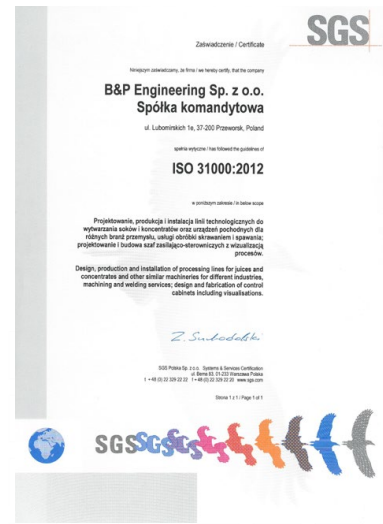 SGS
Zaświadczenie / Certificate
Niniejszym zaświadczamy, że firma / we hereby certify, that the company
B&P Engineering Sp. z o.o.
Spółka komandytowa
ul. Lubomirskich 1e, 37-200 Przeworsk, Poland
spełnia wytyczne / has followed the guidelines of
ISO 31000:2012
w poniższym zakresie / in below scope
Projektowanie, produkcja i instalacja linii technologicznych do
wytwarzania soków i koncentratów oraz urządzeń pochodnych dla
różnych branż przemysłu, usługi obróbki skrawaniem i spawania;
projektowanie i budowa szaf zasilająco-sterowniczych z wizualizacją
procesów.
Design, production and installation of processing lines for juices and
concentrates and other similar machineries for different industries,
machining and welding services; design and fabrication of control
cabinets including visualisations.
SGS Polska Sp. z o.o. Systems & Services Certification
ul. Bema 83, 01-233 Warszawa Polska
t +48 (0) 22 329 22 22 f +48 (0) 22 329 22 20 www.sgs.com
Strona 1 z 1 / Page 1 of 1
SGSSGSSGS